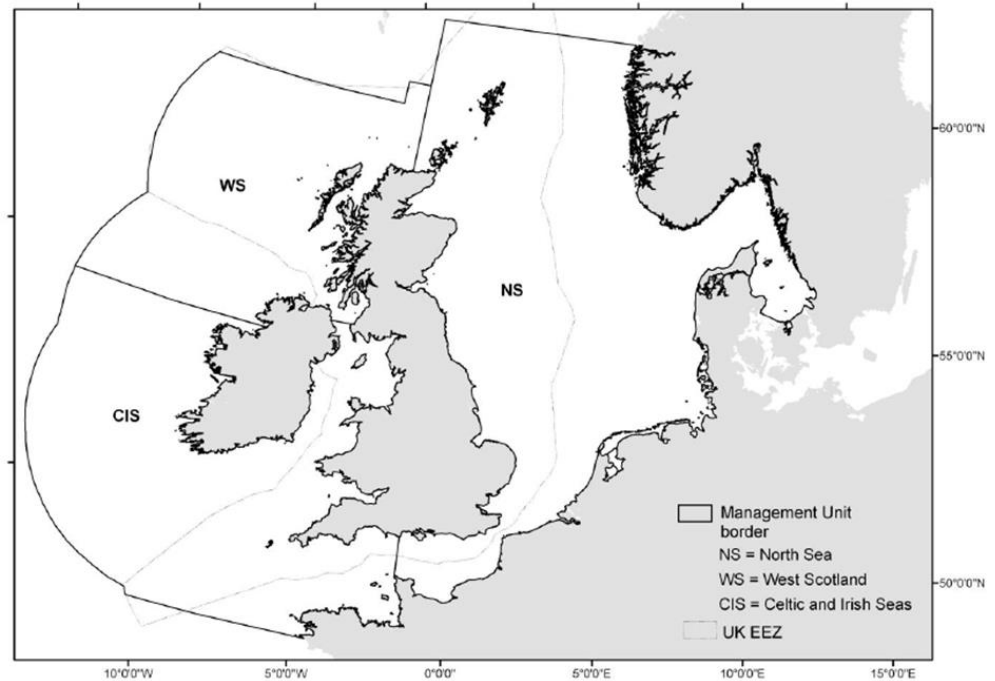 WS
60°0'0"N
NS
55°0'0"N
CIS
Management Unit
border
NS = North Sea
WS = West Scotland
CIS = Celtic and Irish Seas
UK EEZ
50°0'0"N
10°0'0"W 5°0'0"W 0°0'0" 5°0'0"E 10°0'0"E 15°0'0"E